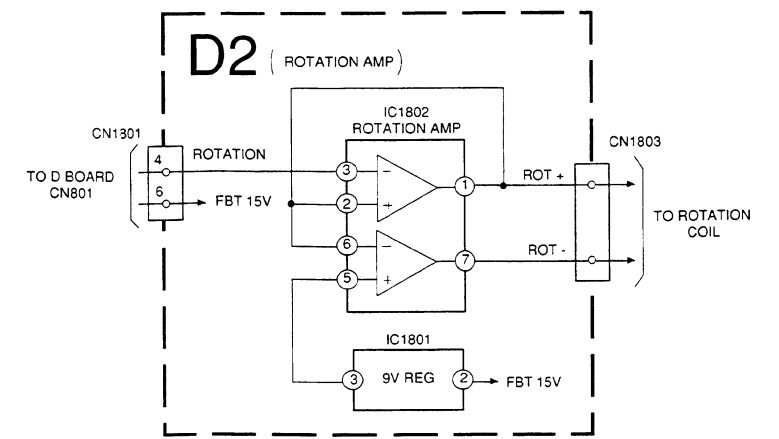 D2 ( ROTATION AMP )
IC1802
ROTATION AMP
CN1301
CN1803
4
ROTATION
3
−
TO D BOARD
CN801
6
FBT 15V
2
+
1
ROT +
TO ROTATION
COIL
6
−
5
+
7
ROT -
IC1801
3
9V REG
2
FBT 15V